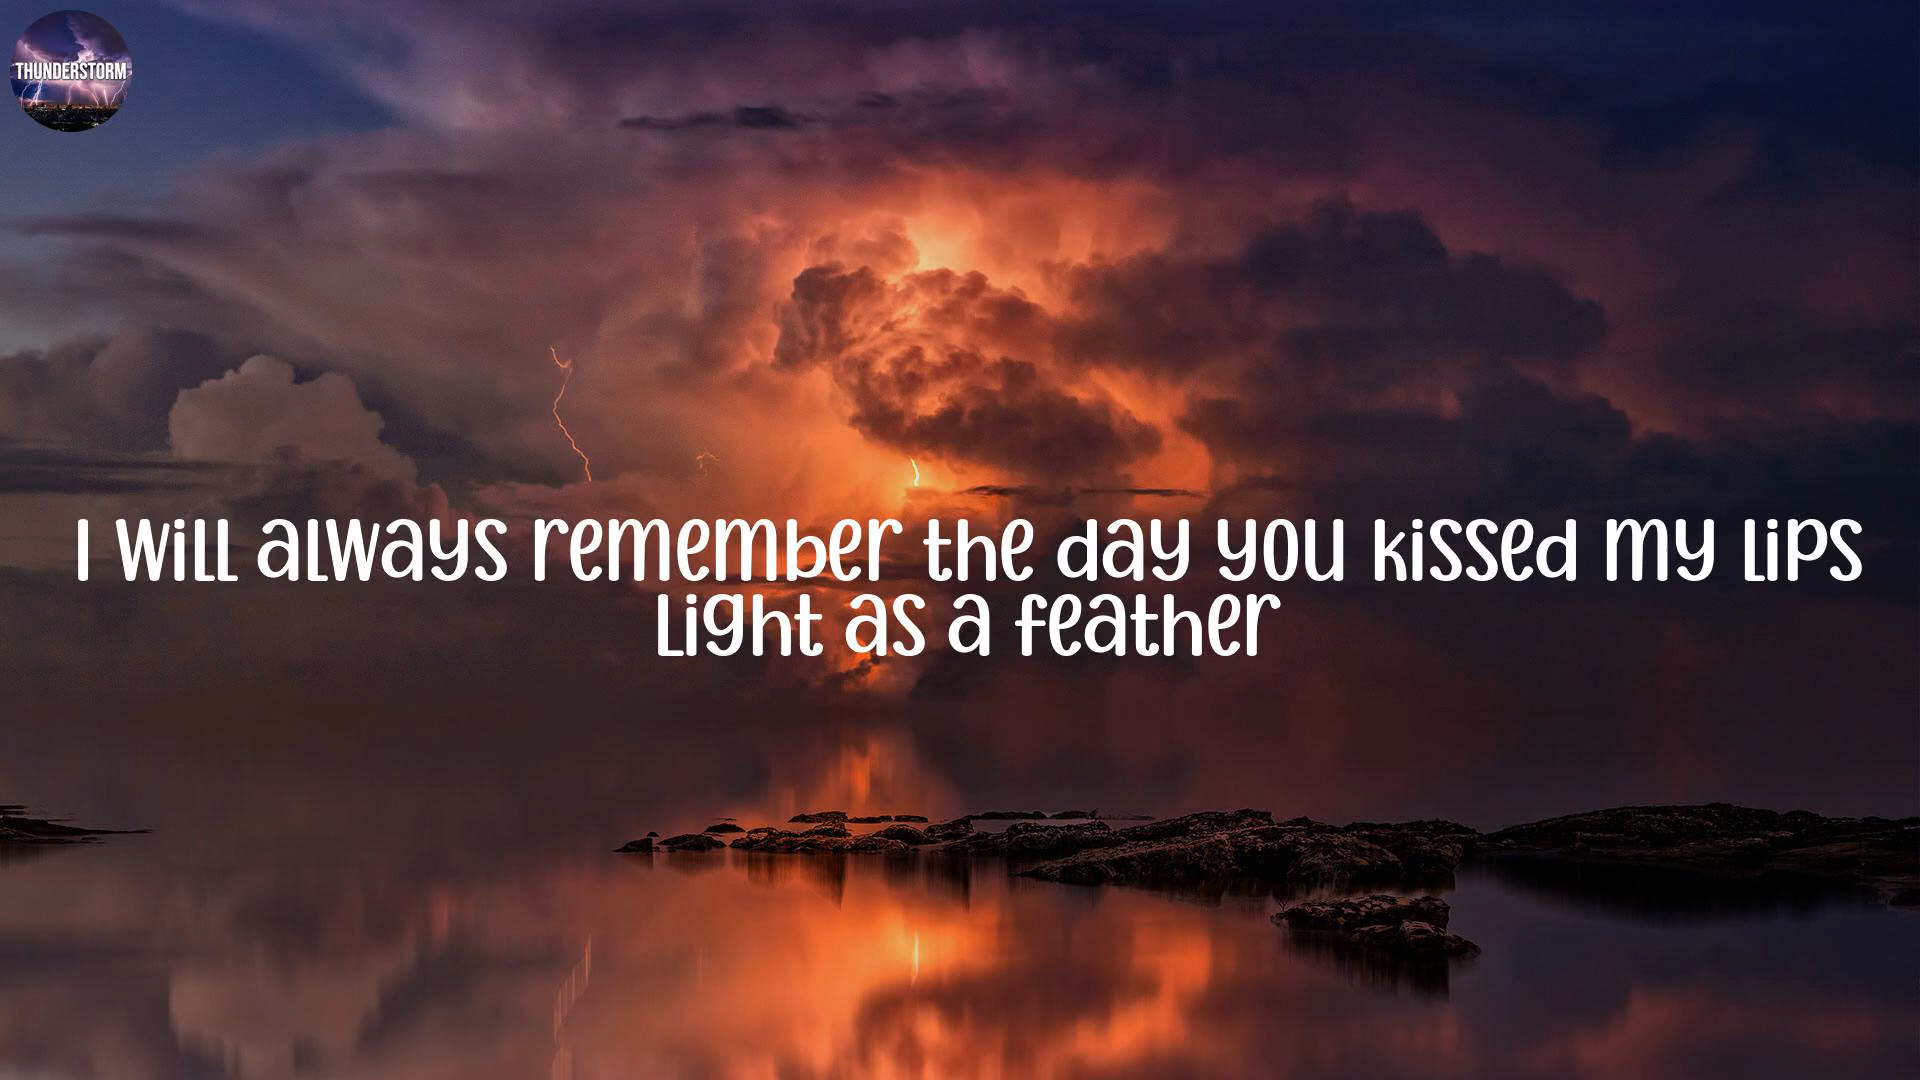 THUNDERSTORM
I will always remember the day you kissed my lips
Light as a feather